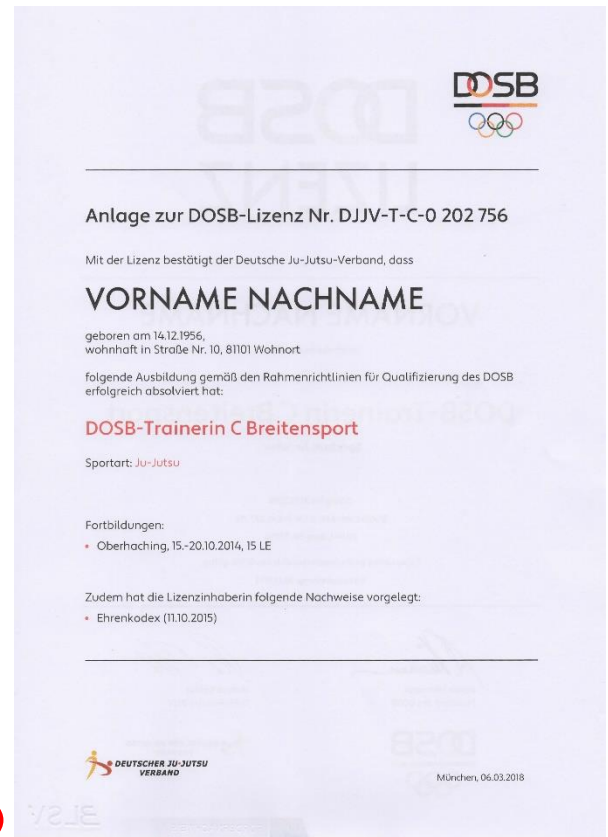 DOSB
Anlage zur DOSB-Lizenz Nr. DJJV-T-C-0 202 756
Mit der Lizenz bestätigt der Deutsche Ju-Jutsu-Verband, dass
VORNAME NACHNAME
geboren am 14.12.1956,
wohnhaft in Straße Nr. 10, 81101 Wohnort
folgende Ausbildung gemäß den Rahmenrichtlinien für Qualifizierung des DOSB
erfolgreich absolviert hat:
DOSB-Trainerin C Breitensport
Sportart: Ju-Jutsu
Fortbildungen:
• Oberhaching, 15.-20.10.2014, 15 LE
Zudem hat die Lizenzinhaberin folgende Nachweise vorgelegt:
• Ehrenkodex (11.10.2015)
DEUTSCHER JU-JUTSU
VERBAND
München, 06.03.2018
BLSV